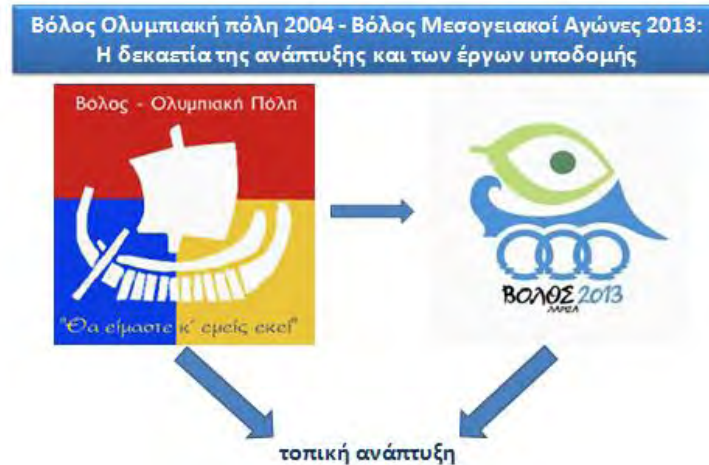 Βόλος Ολυμπιακή πόλη 2004 - Βόλος Μεσογειακοί Αγώνες 2013:
Η δεκαετία της ανάπτυξης και των έργων υποδομής
Βόλος - Ολυμπιακή Πόλη
"Θα είμαστε κ' εμείς εκεί"
ΒΟΛΟΣ 2013
ΛΑΡΙΣΑ
τοπική ανάπτυξη